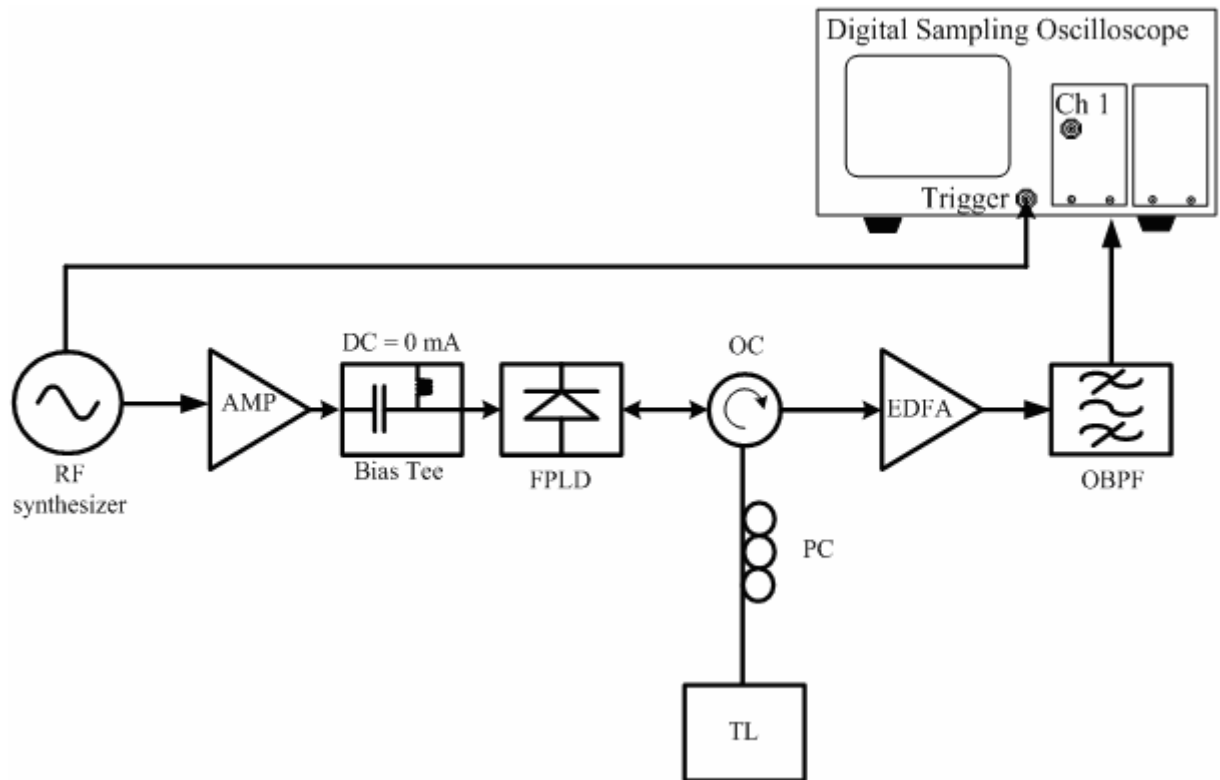 Digital Sampling Oscilloscope
Ch 1
Trigger
DC = 0 mA
OC
AMP
EDFA
Bias Tee
FPLD
OBPF
RF
synthesizer
PC
TL